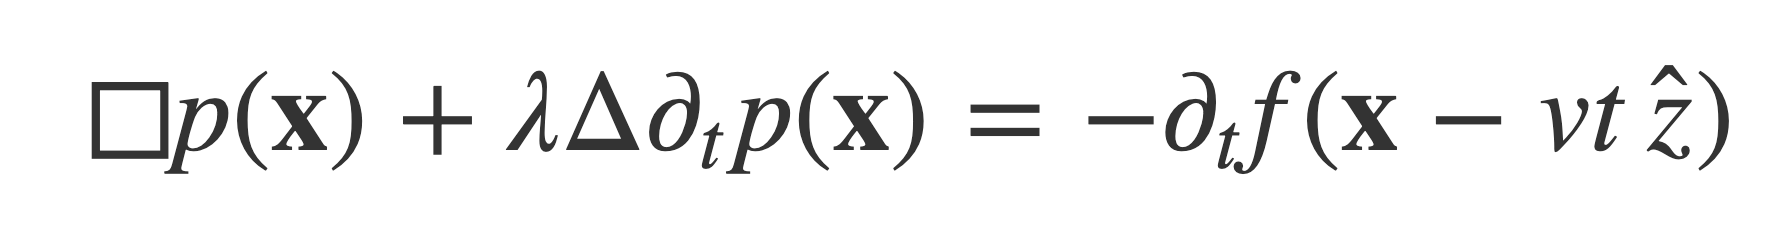 □p(𝐱) + λΔ∂ₜp(𝐱) = −∂ₜf(𝐱 − vt ẑ)